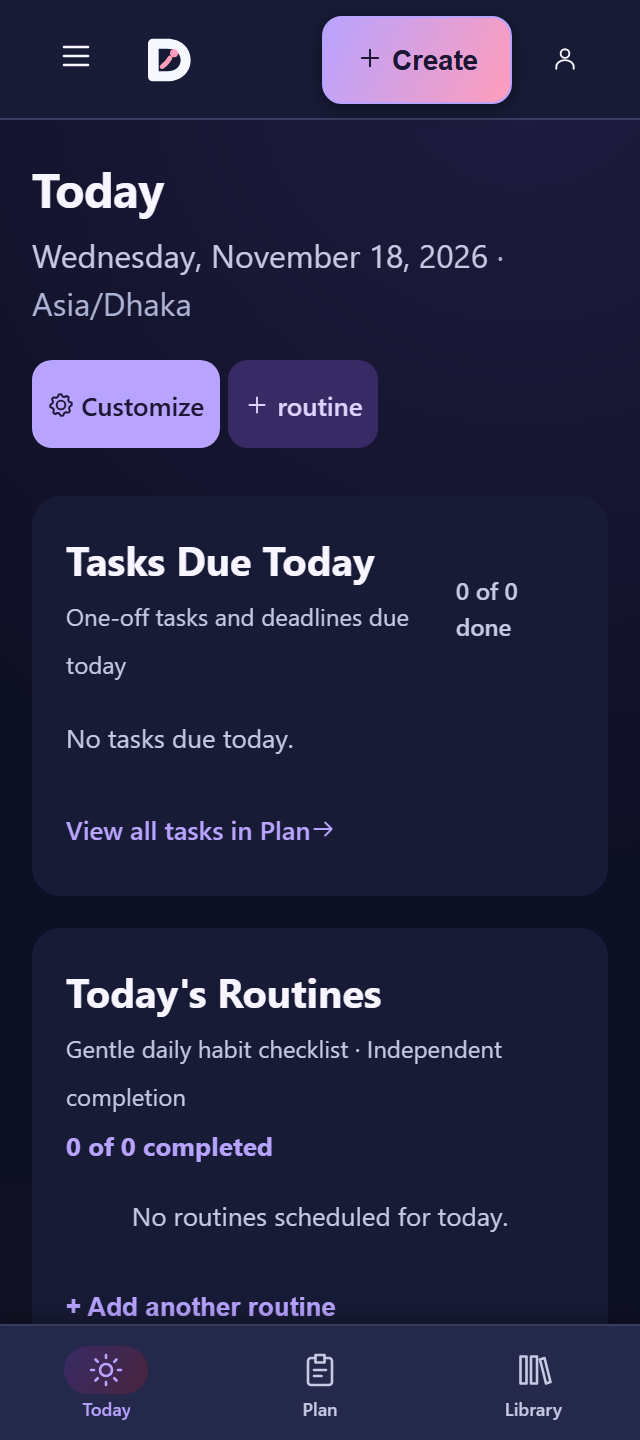 D
+ Create
Today
Wednesday, November 18, 2026 ·
Asia/Dhaka
Customize
+ routine
Tasks Due Today
One-off tasks and deadlines due
today
0 of 0
done
No tasks due today.
View all tasks in Plan→
Today's Routines
Gentle daily habit checklist · Independent
completion
0 of 0 completed
No routines scheduled for today.
+ Add another routine
Today
Plan
Library